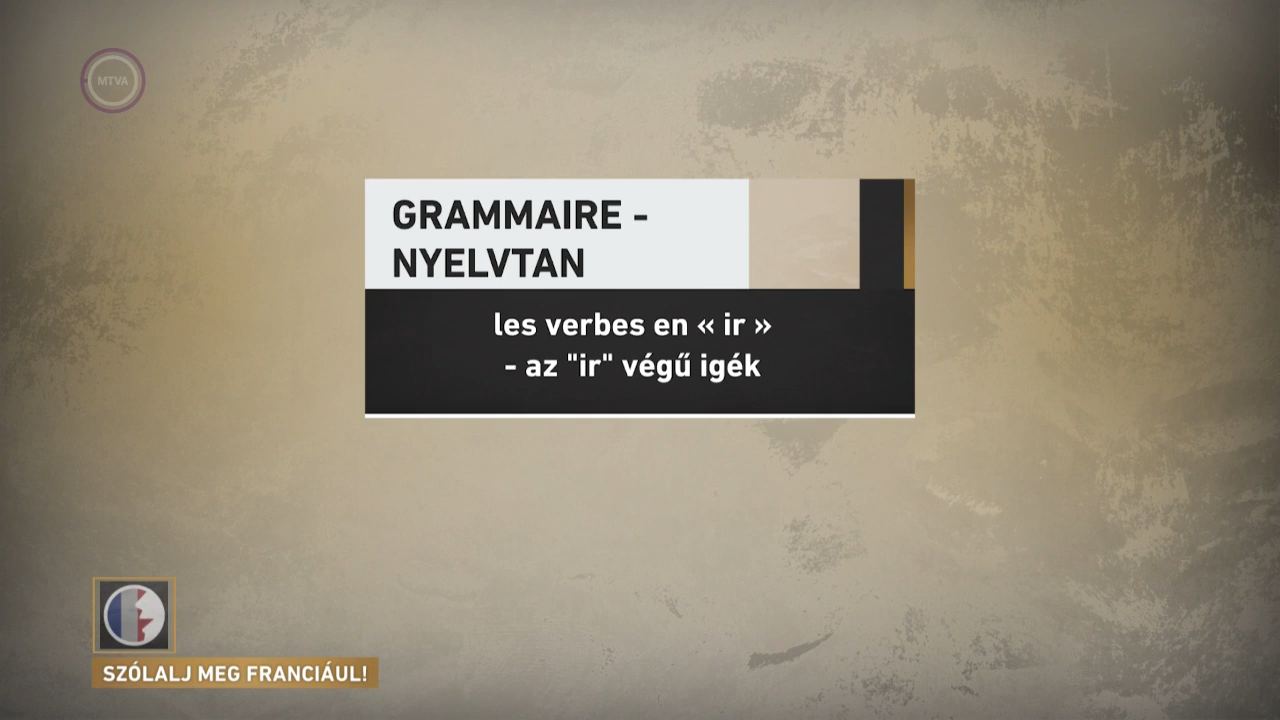 MTVA
GRAMMAIRE -
NYELVTAN
les verbes en « ir »
- az "ir" végű igék
SZÓLALJ MEG FRANCIÁUL!